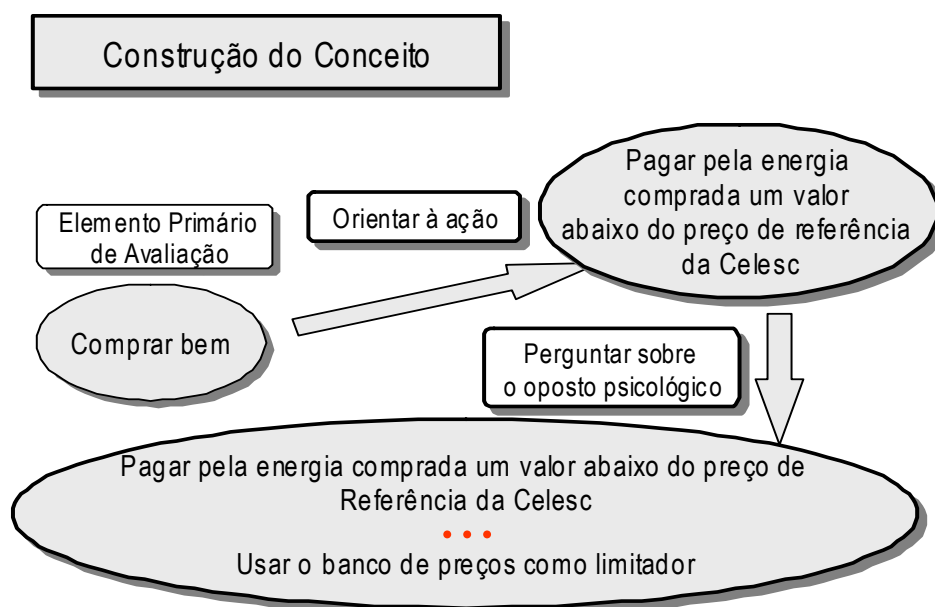 Construção do Conceito
Pagar pela energia
comprada um valor
abaixo do preço de referência
da Celesc
Orientar à ação
Elemento Primário
de Avaliação
Comprar bem
Perguntar sobre
o oposto psicológico
Pagar pela energia comprada um valor abaixo do preço de
Referência da Celesc
• • •
Usar o banco de preços como limitador